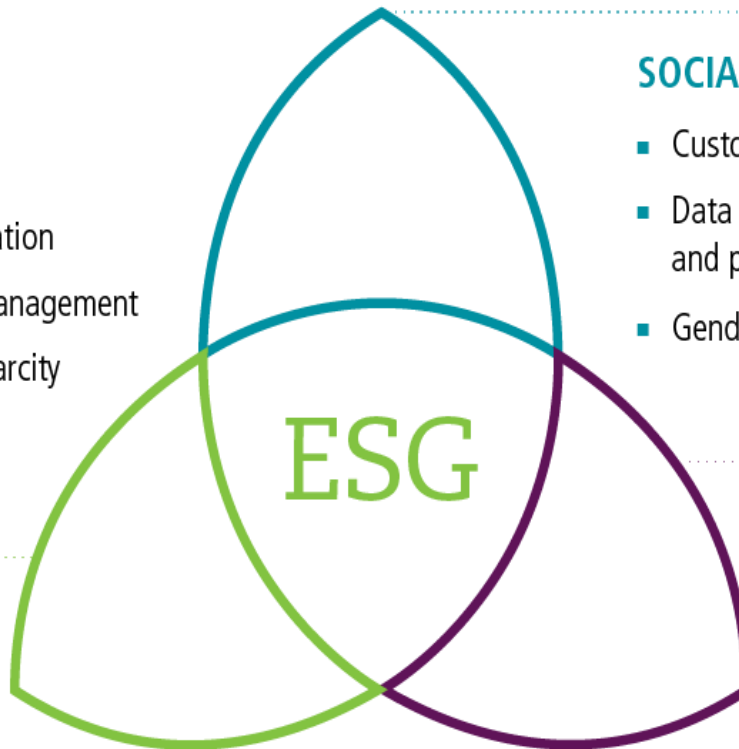 SOCIA
Custo
Data
and p
Gend
ation
anagement
arcity
ESG